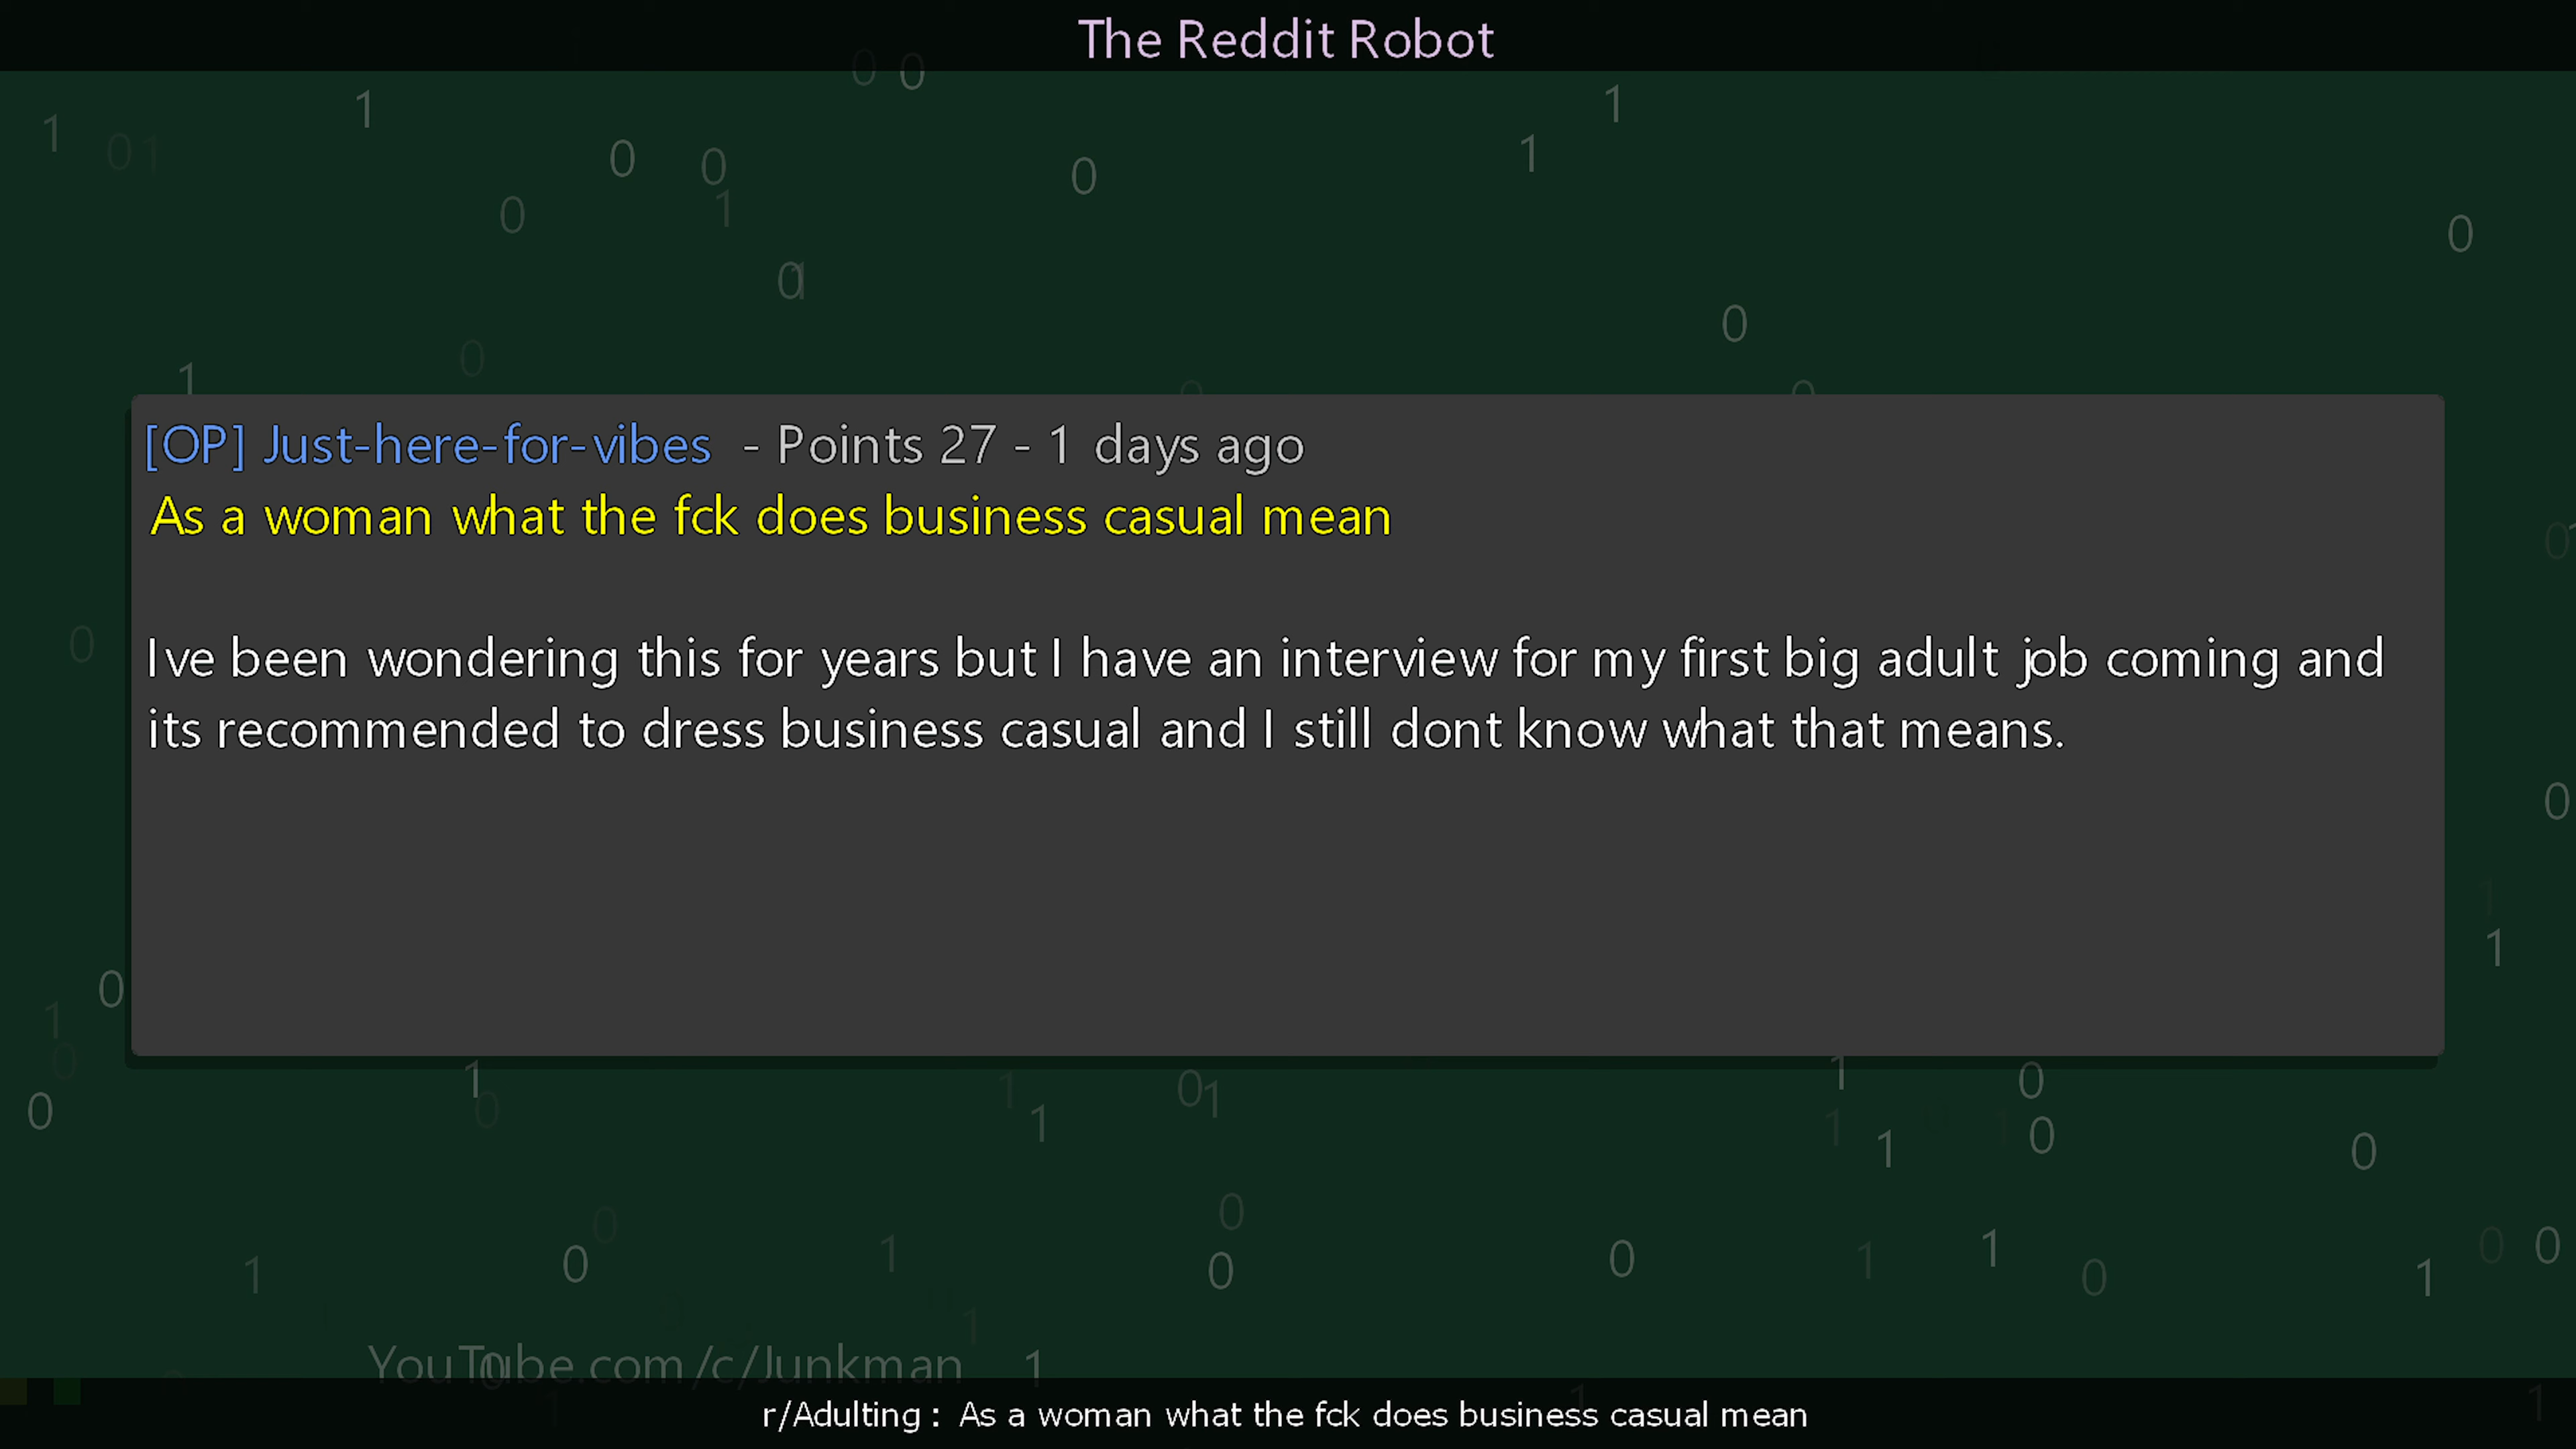 The Reddit Robot
[OP] Just-here-for-vibes - Points 27 - 1 days ago
As a woman what the fck does business casual mean
Ive been wondering this for years but I have an interview for my first big adult job coming and
its recommended to dress business casual and I still dont know what that means.
YouTube.com/c/Junkman
r/Adulting : As a woman what the fck does business casual mean